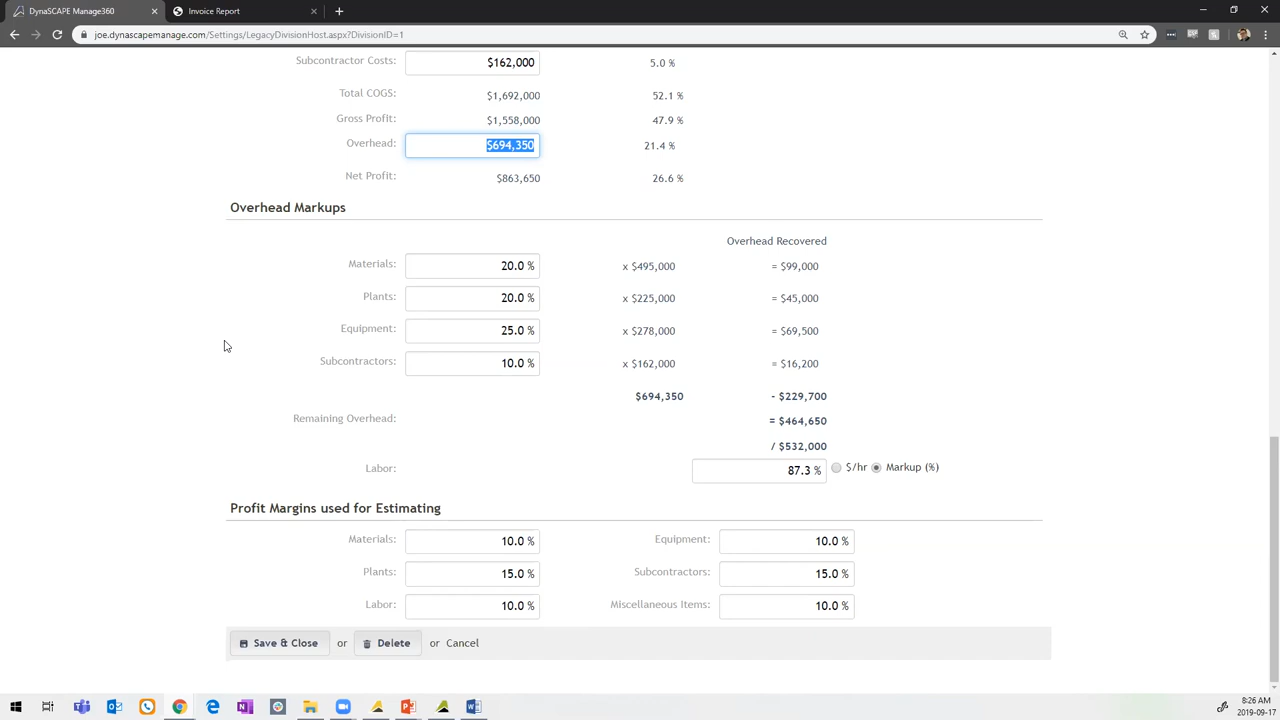 DynaSCAPE Manage360
Invoice Report
joe.dynascapemanage.com/Settings/LegacyDivisionHost.aspx?DivisionID=1
Subcontractor Costs: $162,000 5.0 %
Total COGS: $1,692,000 52.1 %
Gross Profit: $1,558,000 47.9 %
Overhead: $694,350 21.4 %
Net Profit: $863,650 26.6 %
Overhead Markups
Overhead Recovered
Materials: 20.0 % x $495,000 = $99,000
Plants: 20.0 % x $225,000 = $45,000
Equipment: 25.0 % x $278,000 = $69,500
Subcontractors: 10.0 % x $162,000 = $16,200
$694,350 - $229,700
Remaining Overhead: = $464,650
/ $532,000
Labor: 87.3 % $/hr Markup (%)
Profit Margins used for Estimating
Materials: 10.0 % Equipment: 10.0 %
Plants: 15.0 % Subcontractors: 15.0 %
Labor: 10.0 % Miscellaneous Items: 10.0 %
Save & Close or Delete or Cancel
8:26 AM
2019-09-17